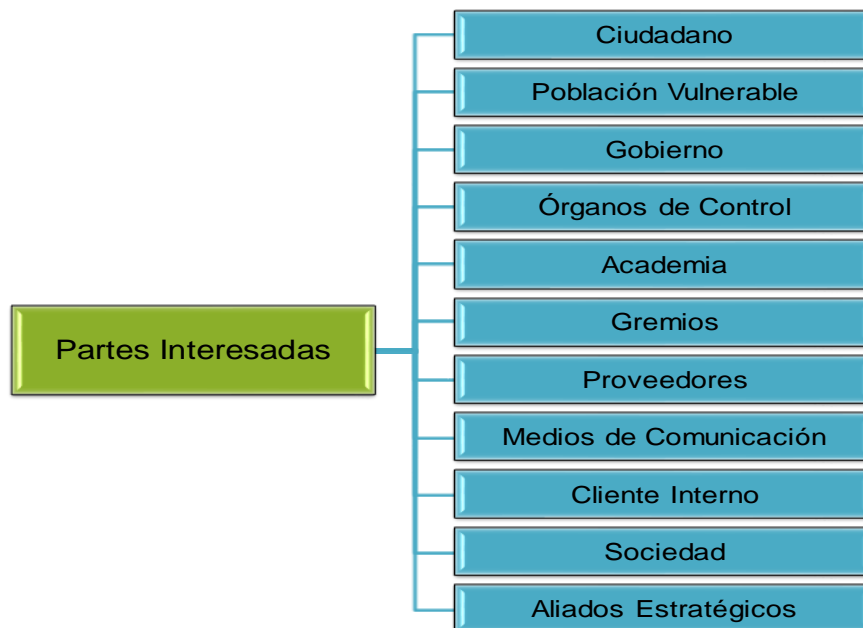 Ciudadano
Población Vulnerable
Gobierno
Órganos de Control
Academia
Gremios
Partes Interesadas
Proveedores
Medios de Comunicación
Cliente Interno
Sociedad
Aliados Estratégicos